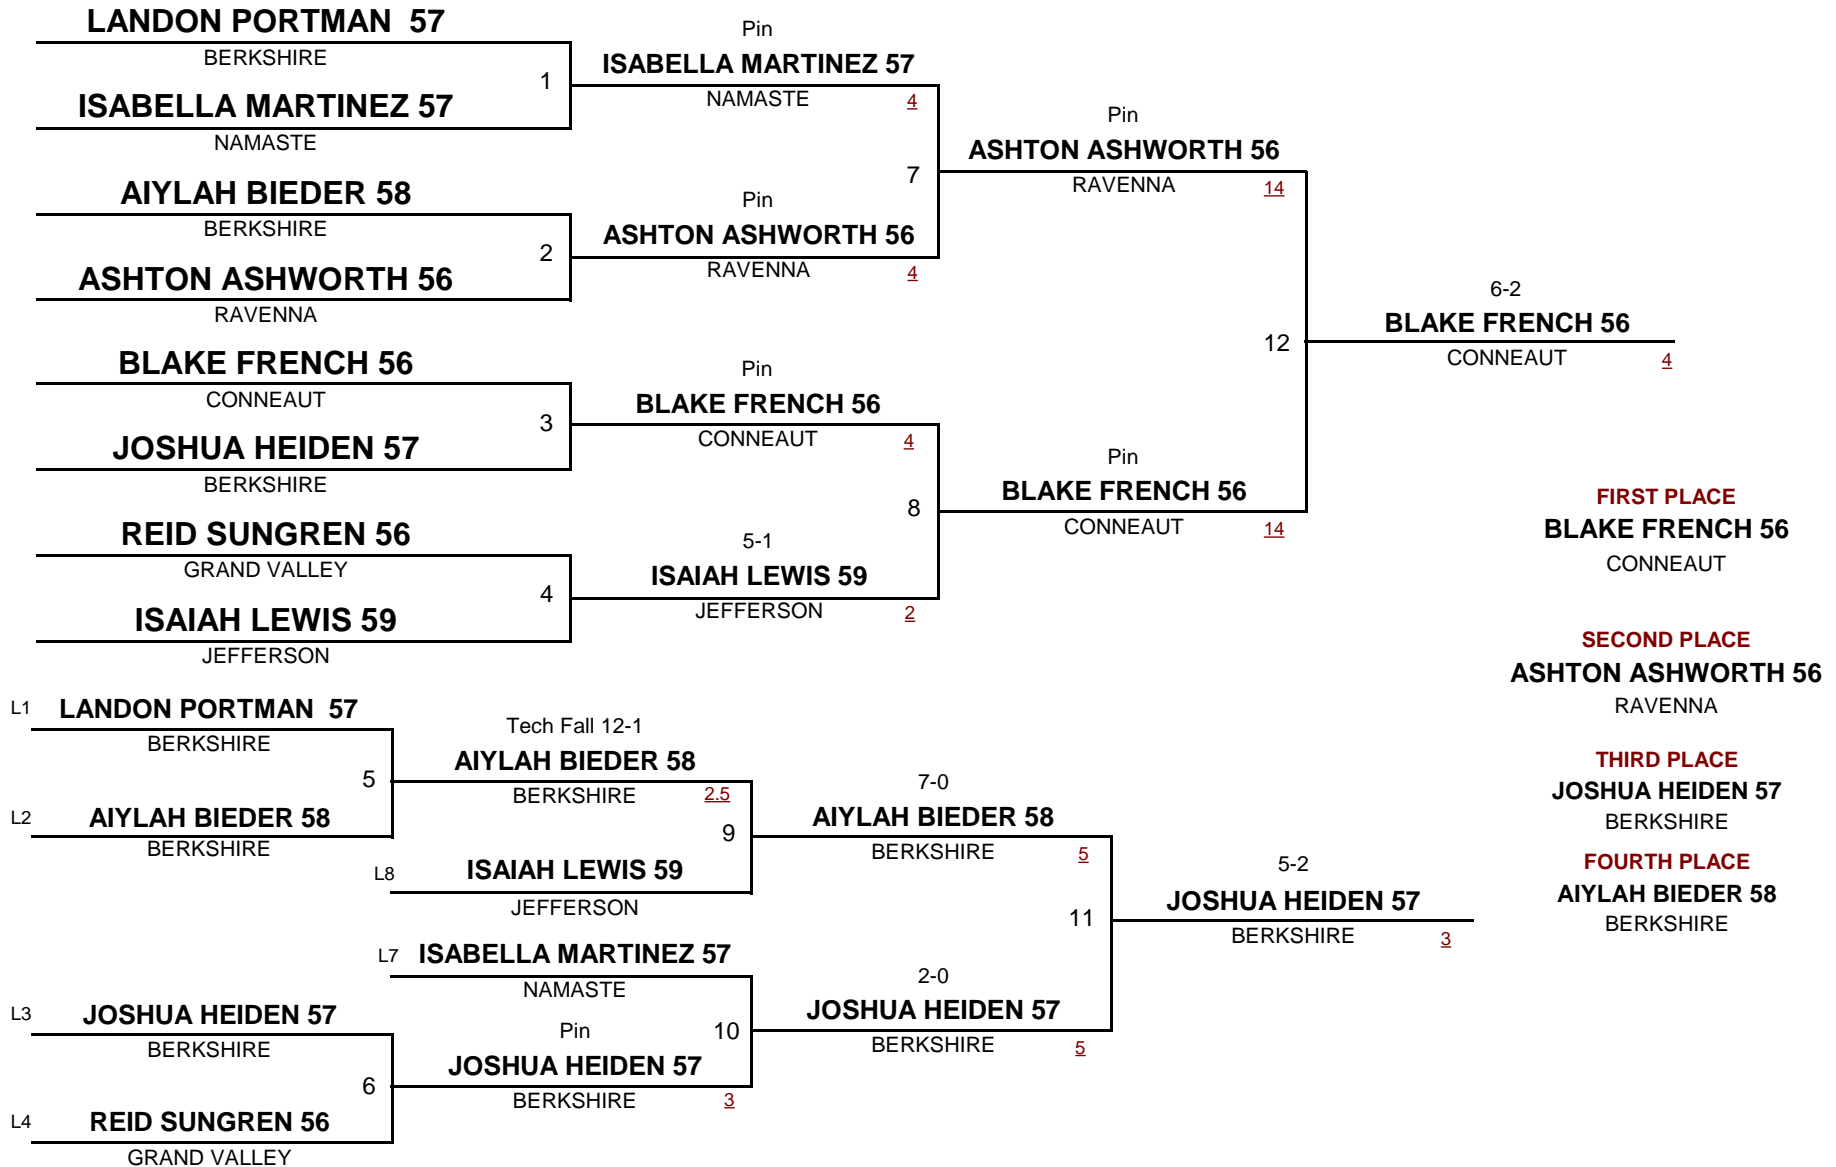 LANDON PORTMAN  57
BERKSHIRE
1
ISABELLA MARTINEZ 57
NAMASTE
Pin
ISABELLA MARTINEZ 57
NAMASTE 4
AIYLAH BIEDER 58
BERKSHIRE
2
ASHTON ASHWORTH 56
RAVENNA
Pin
ASHTON ASHWORTH 56
RAVENNA 4
7
Pin
ASHTON ASHWORTH 56
RAVENNA 14
BLAKE FRENCH 56
CONNEAUT
3
JOSHUA HEIDEN 57
BERKSHIRE
Pin
BLAKE FRENCH 56
CONNEAUT 4
REID SUNGREN 56
GRAND VALLEY
4
ISAIAH LEWIS 59
JEFFERSON
5-1
ISAIAH LEWIS 59
JEFFERSON 2
8
Pin
BLAKE FRENCH 56
CONNEAUT 14
12
6-2
BLAKE FRENCH 56
CONNEAUT 4
FIRST PLACE
BLAKE FRENCH 56
CONNEAUT
SECOND PLACE
ASHTON ASHWORTH 56
RAVENNA
THIRD PLACE
JOSHUA HEIDEN 57
BERKSHIRE
FOURTH PLACE
AIYLAH BIEDER 58
BERKSHIRE
L1 LANDON PORTMAN  57
BERKSHIRE
5
L2 AIYLAH BIEDER 58
BERKSHIRE
Tech Fall 12-1
AIYLAH BIEDER 58
BERKSHIRE 2.5
9
L8 ISAIAH LEWIS 59
JEFFERSON
7-0
AIYLAH BIEDER 58
BERKSHIRE 5
L7 ISABELLA MARTINEZ 57
NAMASTE
10
L3 JOSHUA HEIDEN 57
BERKSHIRE
6
L4 REID SUNGREN 56
GRAND VALLEY
Pin
JOSHUA HEIDEN 57
BERKSHIRE 3
2-0
JOSHUA HEIDEN 57
BERKSHIRE 5
11
5-2
JOSHUA HEIDEN 57
BERKSHIRE 3